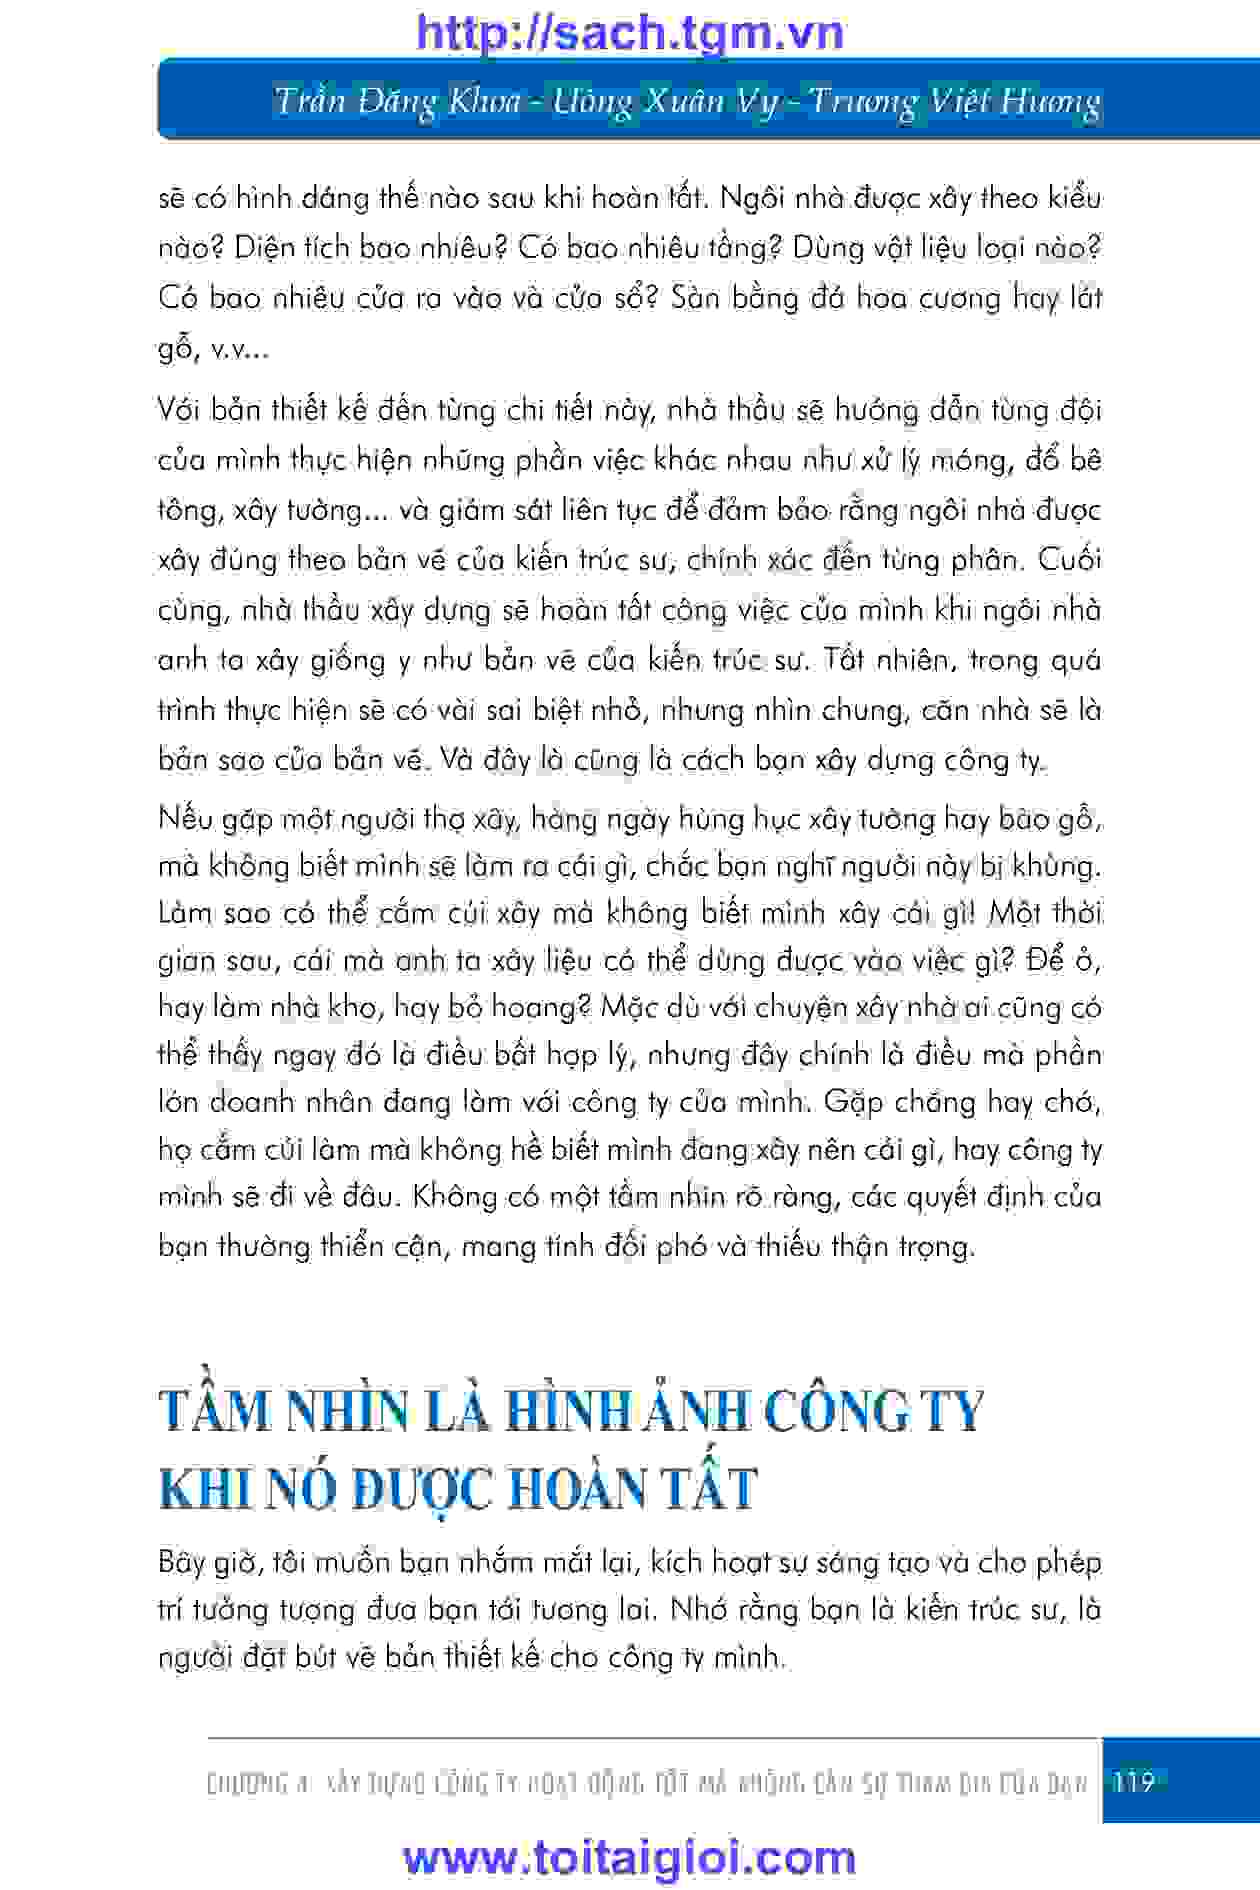 http://sach.tgm.vn
Trần Đăng Khoa - Uông Xuân Vy - Trương Việt Hương
sẽ có hình dáng thế nào sau khi hoàn tất. Ngôi nhà được xây theo kiểu
nào? Diện tích bao nhiêu? Có bao nhiêu tầng? Dùng vật liệu loại nào?
Có bao nhiêu cửa ra vào và cửa sổ? Sàn bằng đá hoa cương hay lát
gỗ, v.v...
Với bản thiết kế đến từng chi tiết này, nhà thầu sẽ hướng dẫn từng đội
của mình thực hiện những phần việc khác nhau như xử lý móng, đổ bê
tông, xây tường... và giám sát liên tục để đảm bảo rằng ngôi nhà được
xây đúng theo bản vẽ của kiến trúc sư, chính xác đến từng phân. Cuối
cùng, nhà thầu xây dựng sẽ hoàn tất công việc của mình khi ngôi nhà
anh ta xây giống y như bản vẽ của kiến trúc sư. Tất nhiên, trong quá
trình thực hiện sẽ có vài sai biệt nhỏ, nhưng nhìn chung, căn nhà sẽ là
bản sao của bản vẽ. Và đây là cũng là cách bạn xây dựng công ty.
Nếu gặp một người thợ xây, hàng ngày hùng hục xây tường hay bào gỗ,
mà không biết mình sẽ làm ra cái gì, chắc bạn nghĩ người này bị khùng.
Làm sao có thể cắm cúi xây mà không biết mình xây cái gì! Một thời
gian sau, cái mà anh ta xây liệu có thể dùng được vào việc gì? Để ở,
hay làm nhà kho, hay bỏ hoang? Mặc dù với chuyện xây nhà ai cũng có
thể thấy ngay đó là điều bất hợp lý, nhưng đây chính là điều mà phần
lớn doanh nhân đang làm với công ty của mình. Gặp chăng hay chớ,
họ cắm cúi làm mà không hề biết mình đang xây nên cái gì, hay công ty
mình sẽ đi về đâu. Không có một tầm nhìn rõ ràng, các quyết định của
bạn thường thiển cận, mang tính đối phó và thiếu thận trọng.
TẦM NHÌN LÀ HÌNH ẢNH CÔNG TY
KHI NÓ ĐƯỢC HOÀN TẤT
Bây giờ, tôi muốn bạn nhắm mắt lại, kích hoạt sự sáng tạo và cho phép
trí tưởng tượng đưa bạn tới tương lai. Nhớ rằng bạn là kiến trúc sư, là
người đặt bút vẽ bản thiết kế cho công ty mình.
CHƯƠNG 4: XÂY DỰNG CÔNG TY HOẠT ĐỘNG TỐT MÀ KHÔNG CẦN SỰ THAM GIA CỦA BẠN 119
www.toitaigioi.com